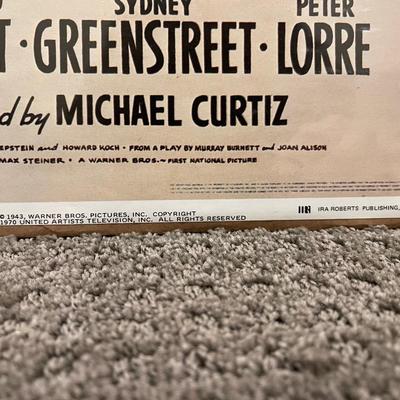 SYDNEY PETER
T · GREENSTREET · LORRE
d by MICHAEL CURTIZ
EPSTEIN and HOWARD KOCH · FROM A PLAY BY MURRAY BURNETT and JOAN ALISON
MAX STEINER · A WARNER BROS.–FIRST NATIONAL PICTURE
© 1943, WARNER BROS. PICTURES, INC. COPYRIGHT
1970 UNITED ARTISTS TELEVISION, INC. ALL RIGHTS RESERVED
IRA ROBERTS PUBLISHING,